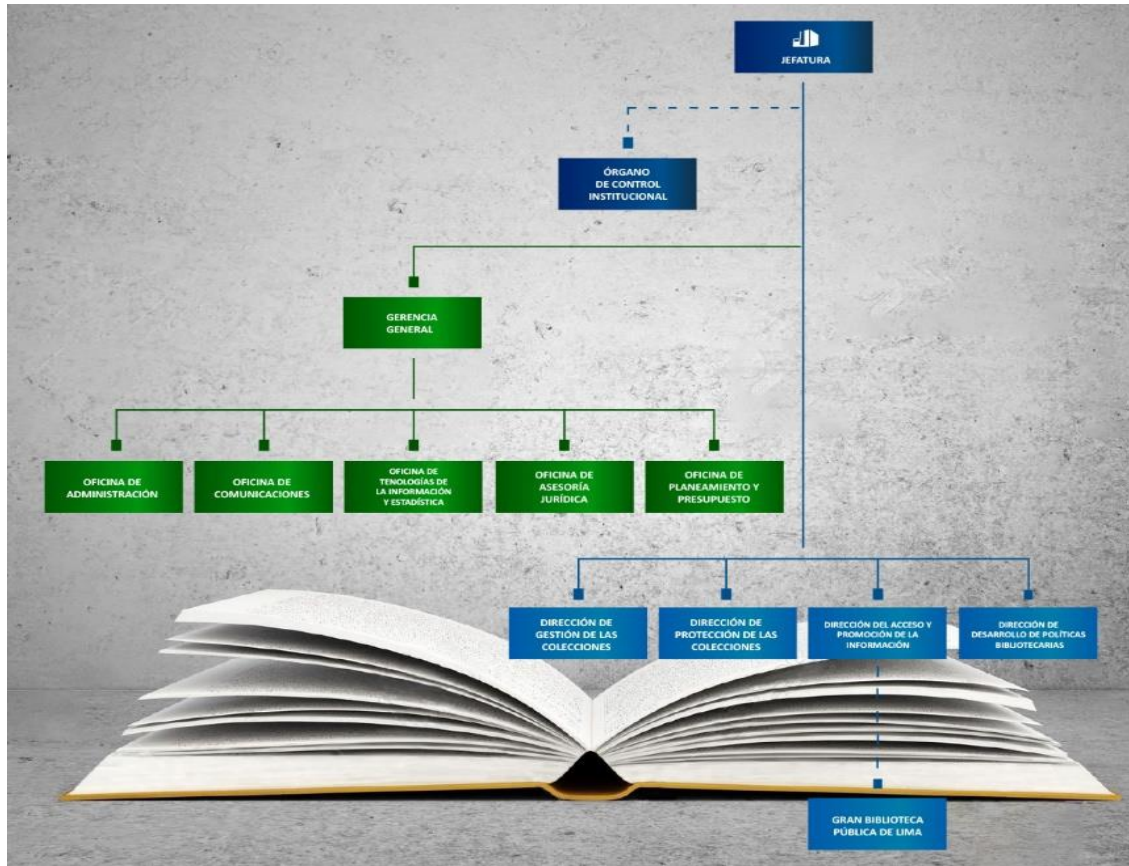 JEFATURA
ÓRGANO
DE CONTROL
INSTITUCIONAL
GERENCIA
GENERAL
OFICINA DE
ADMINISTRACIÓN
OFICINA DE
COMUNICACIONES
OFICINA DE
TENOLOGÍAS DE
LA INFORMACIÓN
Y ESTADÍSTICA
OFICINA DE
ASESORÍA
JURÍDICA
OFICINA DE
PLANEAMIENTO Y
PRESUPUESTO
DIRECCIÓN DE
GESTIÓN DE LAS
COLECCIONES
DIRECCIÓN DE
PROTECCIÓN DE LAS
COLECCIONES
DIRECCIÓN DEL ACCESO Y
PROMOCIÓN DE LA
INFORMACIÓN
DIRECCIÓN DE
DESARROLLO DE POLÍTICAS
BIBLIOTECARIAS
GRAN BIBLIOTECA
PÚBLICA DE LIMA